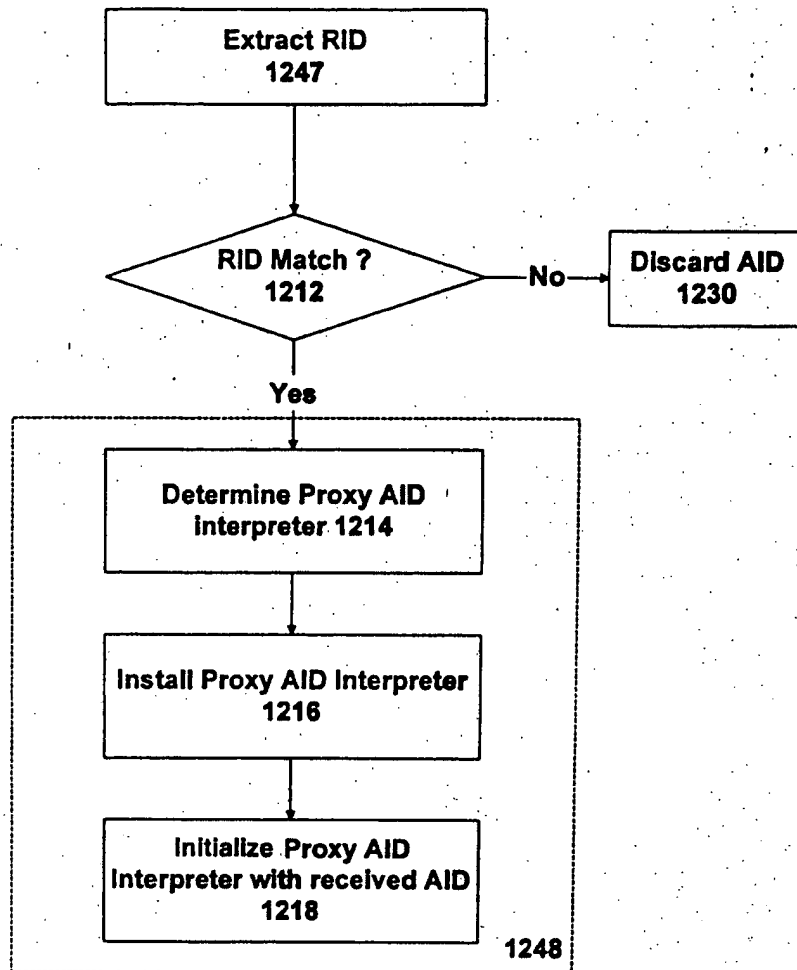 Extract RID
1247
RID Match ?
1212
No
Discard AID
1230
Yes
Determine Proxy AID
interpreter 1214
Install Proxy AID Interpreter
1216
Initialize Proxy AID
Interpreter with received AID
1218
1248